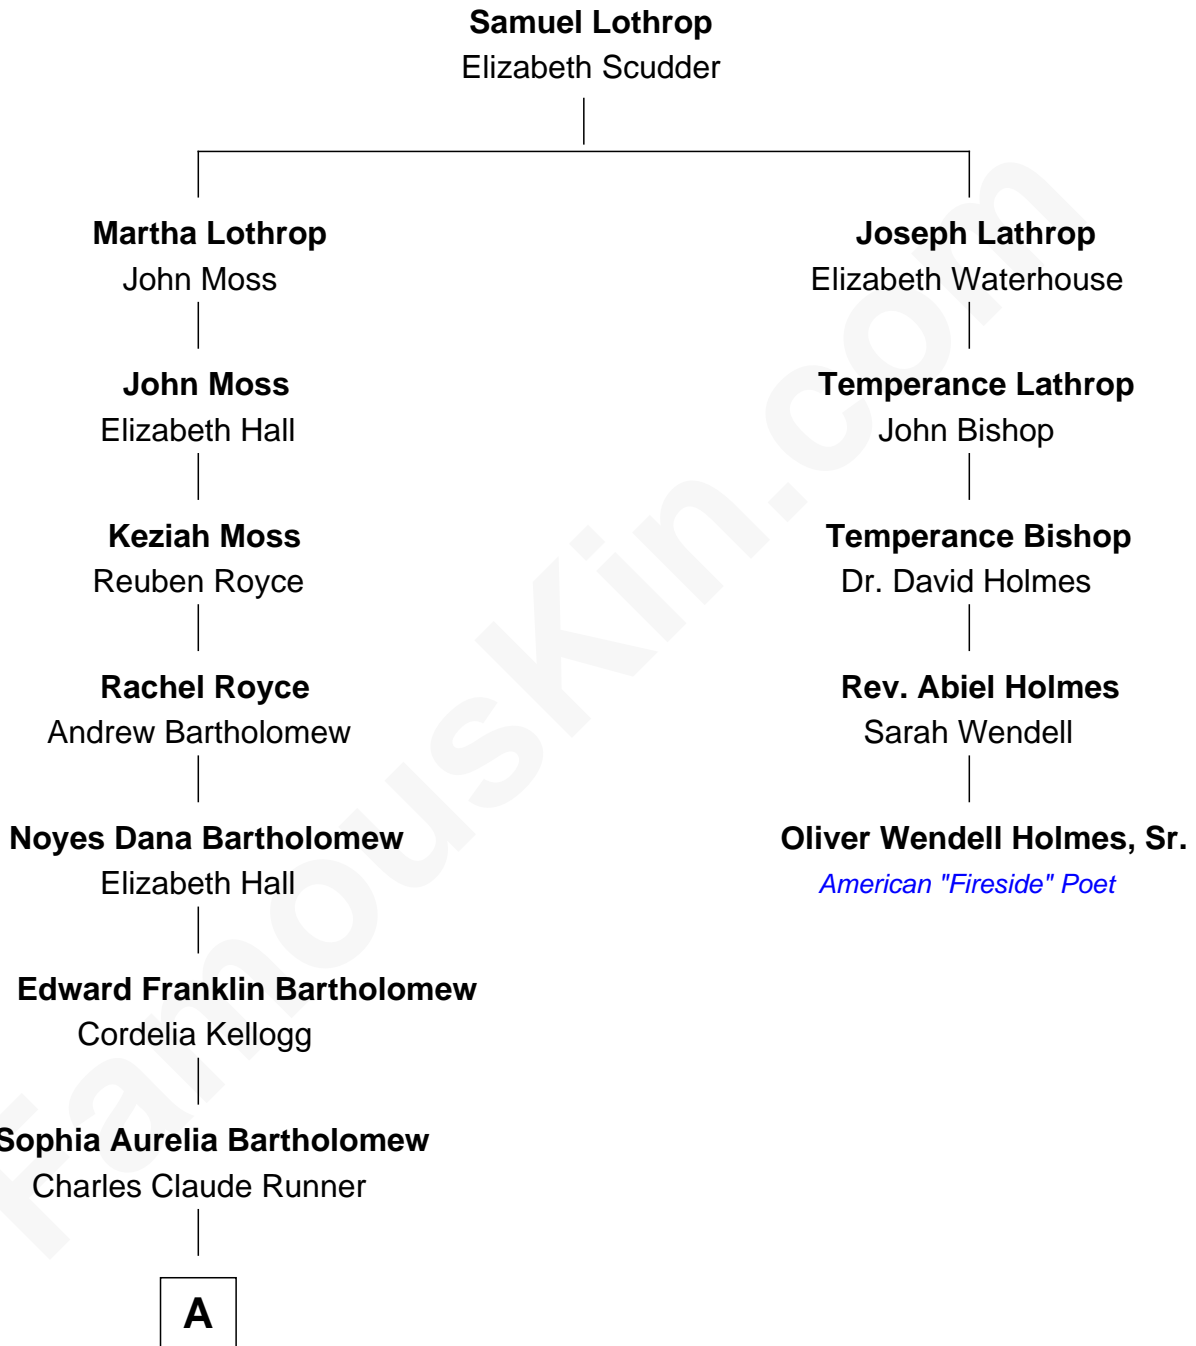 Samuel Lothrop
Elizabeth Scudder
Martha Lothrop
John Moss
John Moss
Elizabeth Hall
Keziah Moss
Reuben Royce
Rachel Royce
Andrew Bartholomew
Noyes Dana Bartholomew
Elizabeth Hall
Edward Franklin Bartholomew
Cordelia Kellogg
Sophia Aurelia Bartholomew
Charles Claude Runner
A
Joseph Lathrop
Elizabeth Waterhouse
Temperance Lathrop
John Bishop
Temperance Bishop
Dr. David Holmes
Rev. Abiel Holmes
Sarah Wendell
Oliver Wendell Holmes, Sr.
American "Fireside" Poet
FamousKin.com